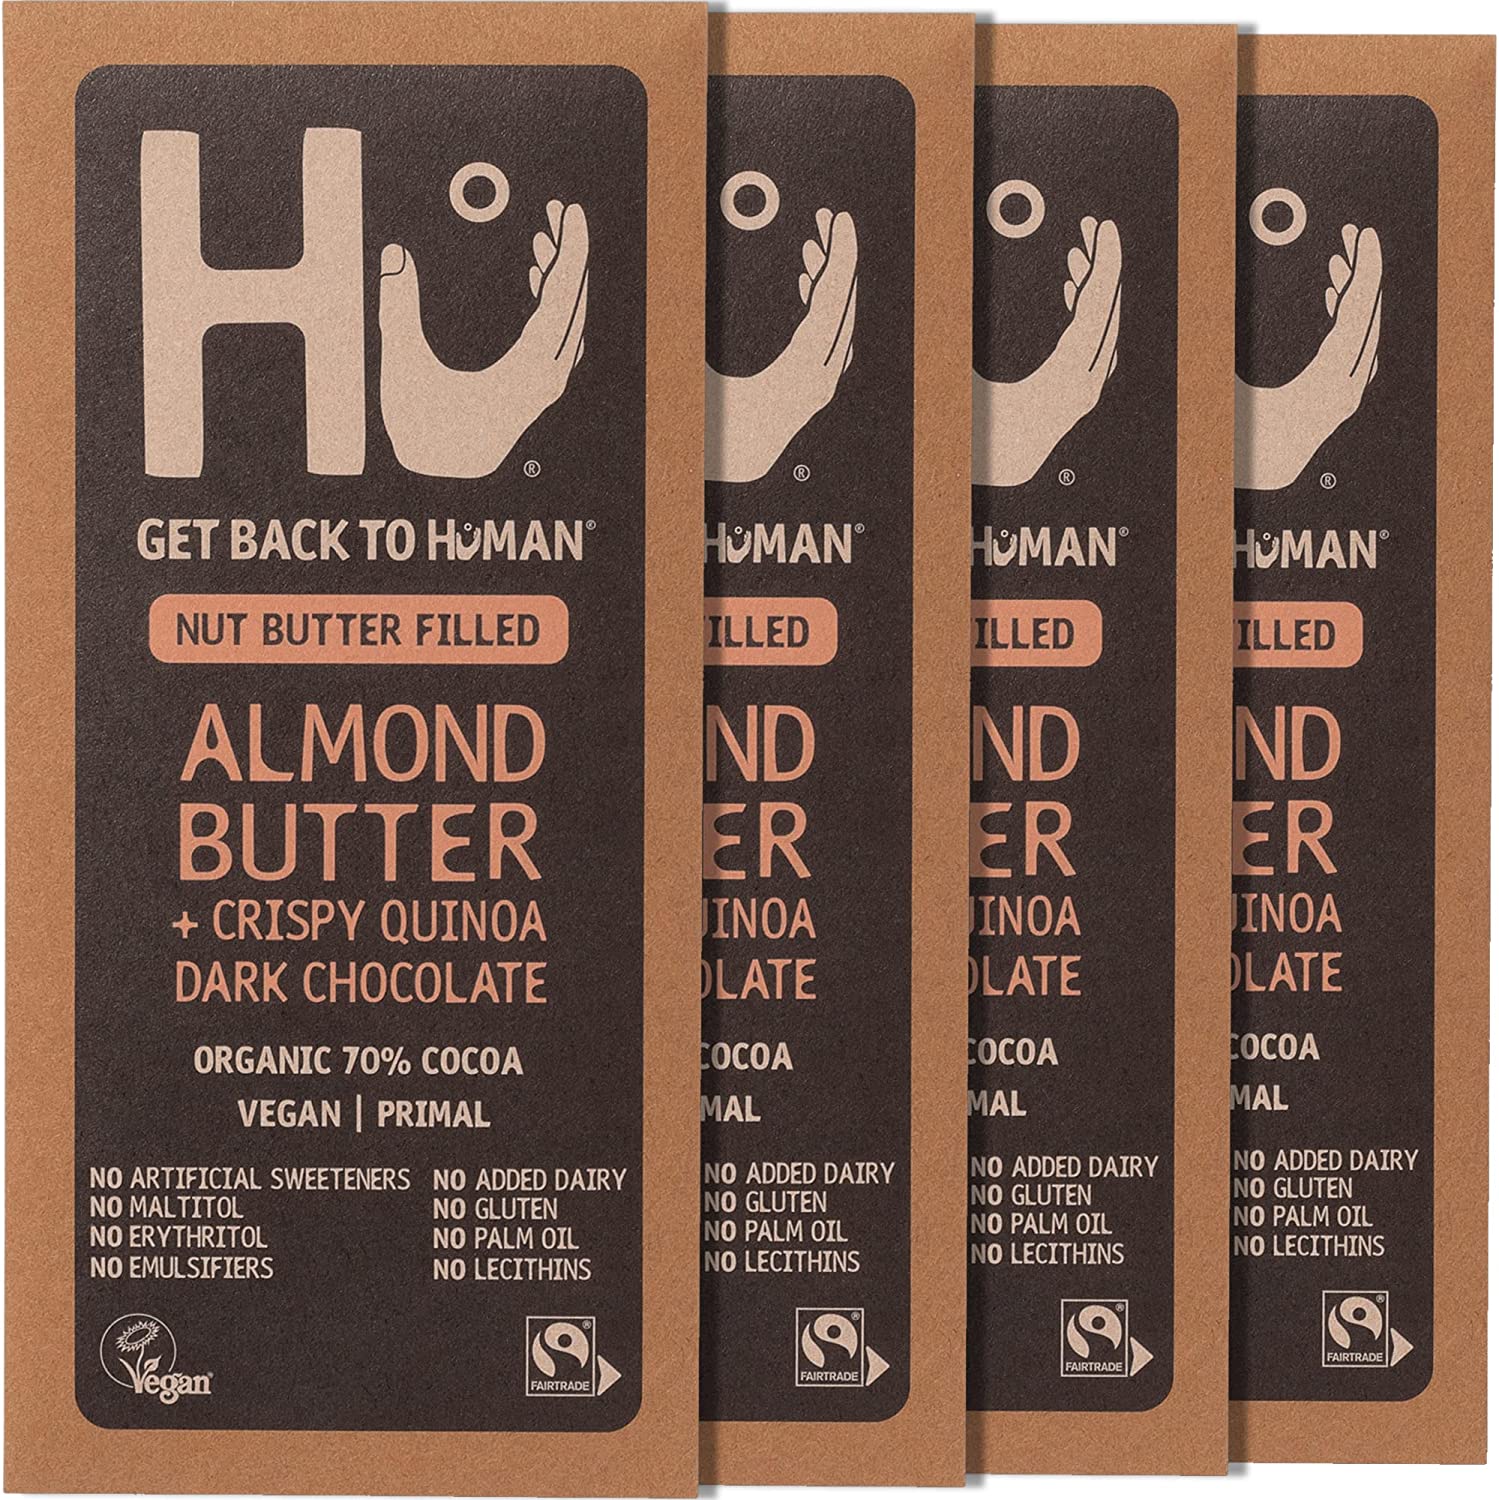 Hu®
GET BACK TO HuMAN®
NUT BUTTER FILLED
ALMOND
BUTTER
+ CRISPY QUINOA
DARK CHOCOLATE
ORGANIC 70% COCOA
VEGAN | PRIMAL
NO ARTIFICIAL SWEETENERS
NO MALTITOL
NO ERYTHRITOL
NO EMULSIFIERS
NO ADDED DAIRY
NO GLUTEN
NO PALM OIL
NO LECITHINS
Vegan
®
FAIRTRADE
®
HuMAN®
ILLED
ND
ER
UINOA
OLATE
COCOA
MAL
NO ADDED DAIRY
NO GLUTEN
NO PALM OIL
NO LECITHINS
®
FAIRTRADE
®
HuMAN®
ILLED
ND
ER
UINOA
OLATE
COCOA
MAL
NO ADDED DAIRY
NO GLUTEN
NO PALM OIL
NO LECITHINS
®
FAIRTRADE
®
HuMAN®
ILLED
ND
ER
UINOA
OLATE
COCOA
MAL
NO ADDED DAIRY
NO GLUTEN
NO PALM OIL
NO LECITHINS
®
FAIRTRADE